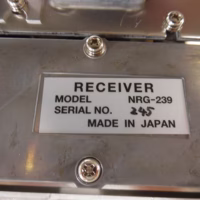 RECEIVER
MODEL NRG-239
SERIAL NO. 245
MADE IN JAPAN